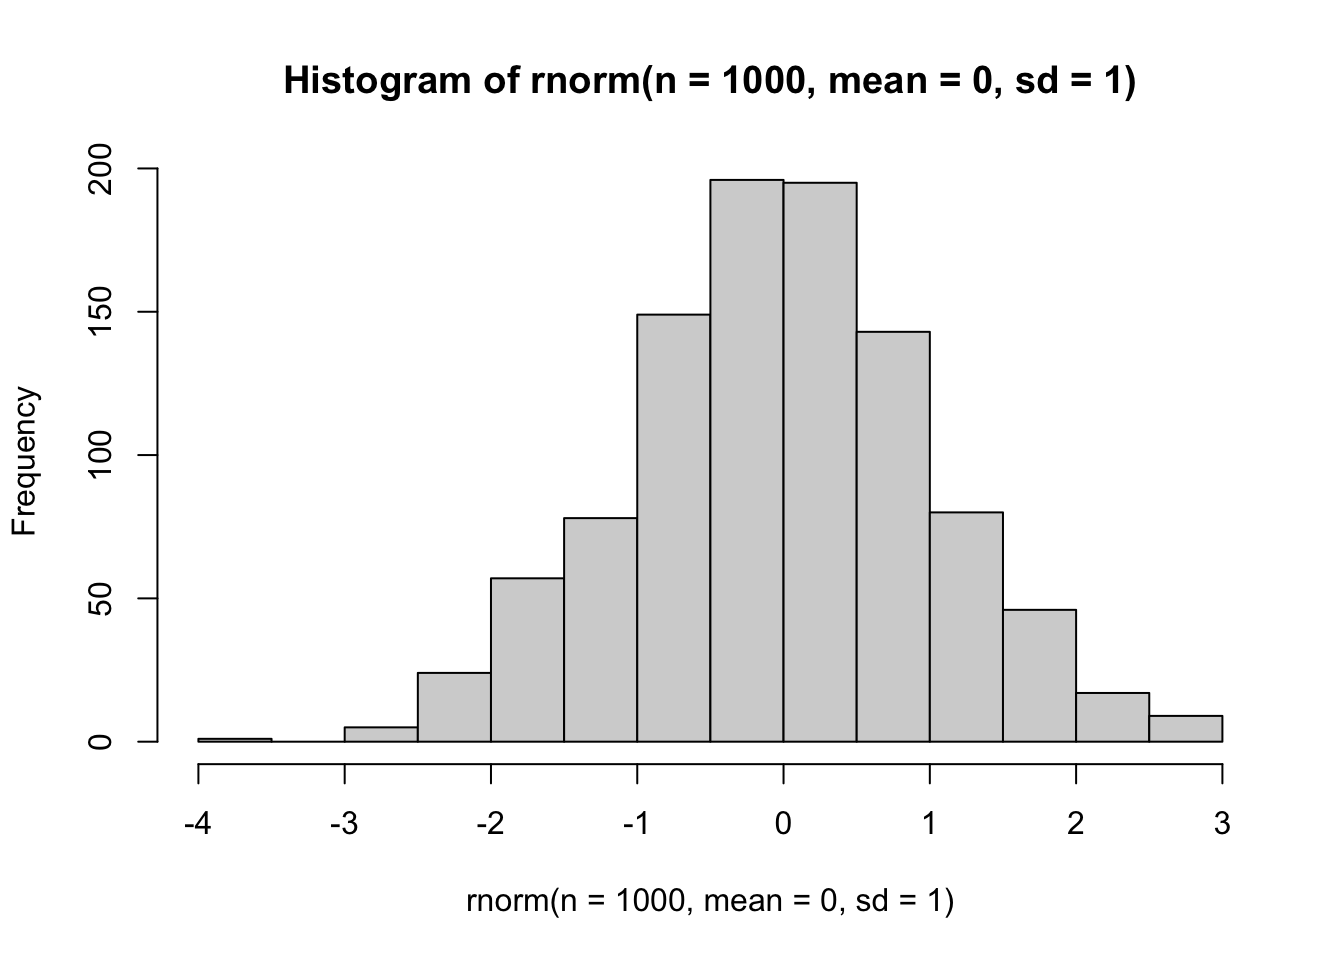 Histogram of rnorm(n = 1000, mean = 0, sd = 1)
Frequency
200
150
100
50
0
-4 -3 -2 -1 0 1 2 3
rnorm(n = 1000, mean = 0, sd = 1)